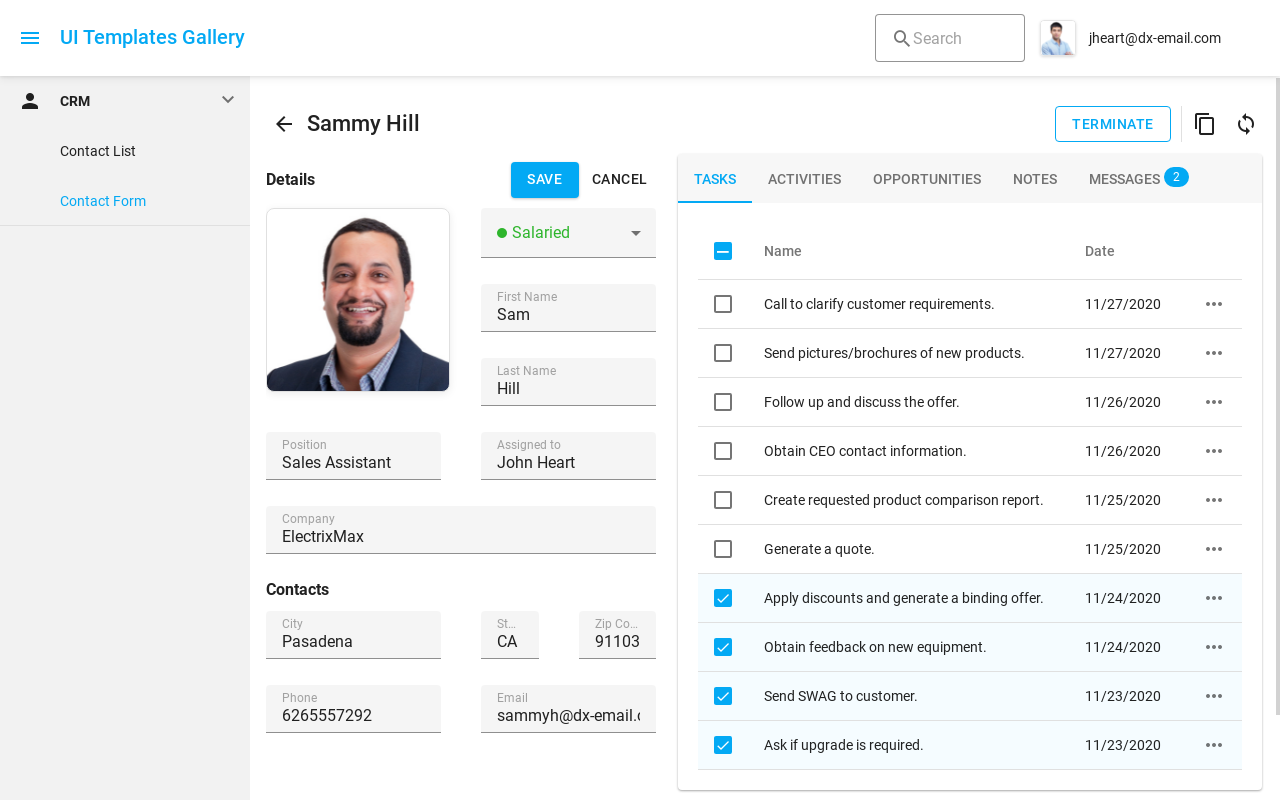 UI Templates Gallery
Search
jheart@dx-email.com
CRM
Contact List
Contact Form
Sammy Hill
TERMINATE
Details
SAVE
CANCEL
Salaried
First Name
Sam
Last Name
Hill
Position
Sales Assistant
Assigned to
John Heart
Company
ElectrixMax
Contacts
City
Pasadena
St...
CA
Zip Co...
91103
Phone
6265557292
Email
sammyh@dx-email.c
TASKS
ACTIVITIES
OPPORTUNITIES
NOTES
MESSAGES 2
Name Date
Call to clarify customer requirements. 11/27/2020
Send pictures/brochures of new products. 11/27/2020
Follow up and discuss the offer. 11/26/2020
Obtain CEO contact information. 11/26/2020
Create requested product comparison report. 11/25/2020
Generate a quote. 11/25/2020
Apply discounts and generate a binding offer. 11/24/2020
Obtain feedback on new equipment. 11/24/2020
Send SWAG to customer. 11/23/2020
Ask if upgrade is required. 11/23/2020